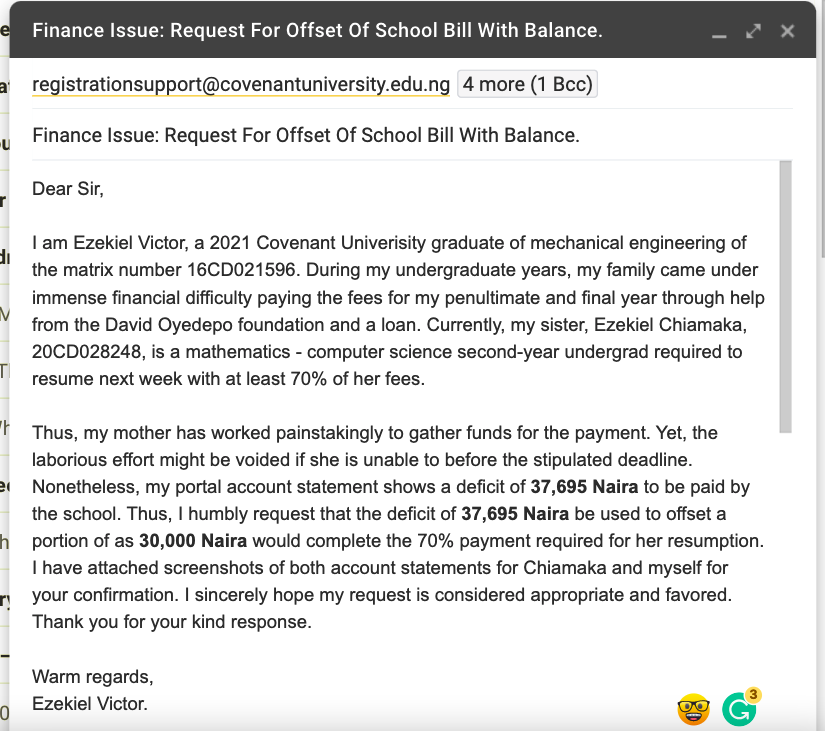 Finance Issue: Request For Offset Of School Bill With Balance.
registrationsupport@covenantuniversity.edu.ng 4 more (1 Bcc)
Finance Issue: Request For Offset Of School Bill With Balance.
Dear Sir,
I am Ezekiel Victor, a 2021 Covenant Univerisity graduate of mechanical engineering of
the matrix number 16CD021596. During my undergraduate years, my family came under
immense financial difficulty paying the fees for my penultimate and final year through help
from the David Oyedepo foundation and a loan. Currently, my sister, Ezekiel Chiamaka,
20CD028248, is a mathematics - computer science second-year undergrad required to
resume next week with at least 70% of her fees.
Thus, my mother has worked painstakingly to gather funds for the payment. Yet, the
laborious effort might be voided if she is unable to before the stipulated deadline.
Nonetheless, my portal account statement shows a deficit of 37,695 Naira to be paid by
the school. Thus, I humbly request that the deficit of 37,695 Naira be used to offset a
portion of as 30,000 Naira would complete the 70% payment required for her resumption.
I have attached screenshots of both account statements for Chiamaka and myself for
your confirmation. I sincerely hope my request is considered appropriate and favored.
Thank you for your kind response.
Warm regards,
Ezekiel Victor.
3